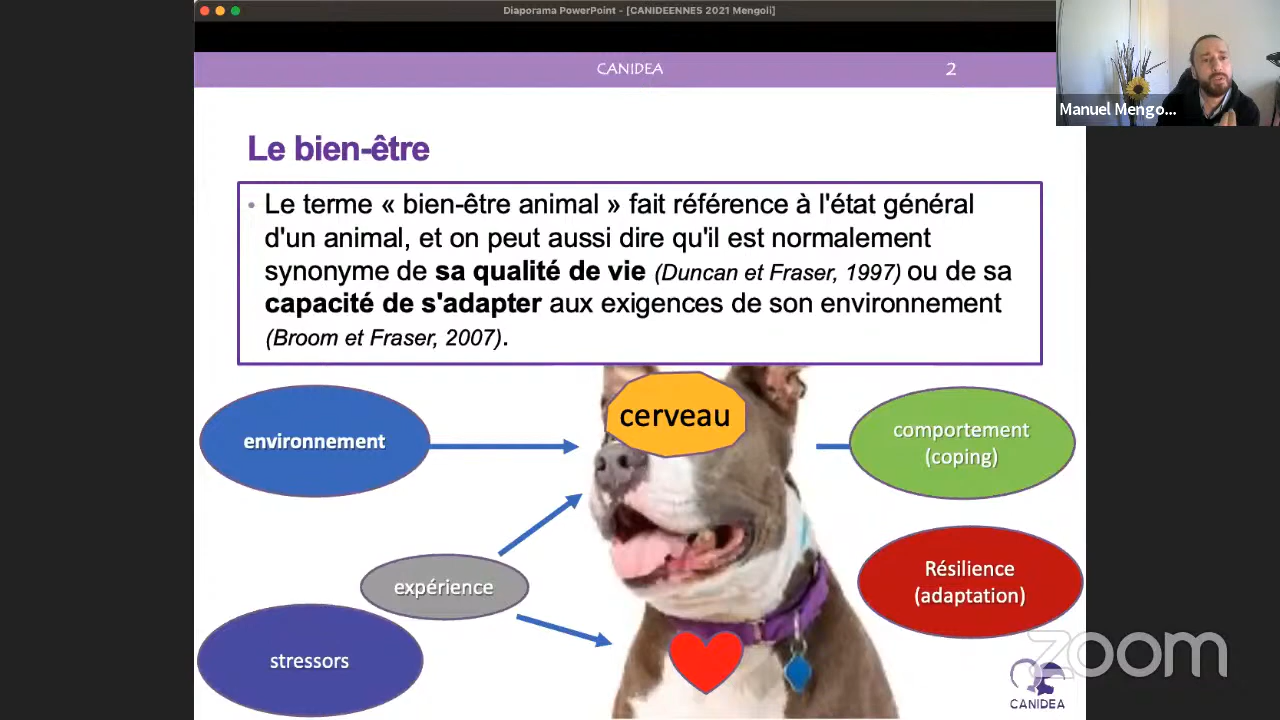 Diaporama PowerPoint - [CANIDEENNES 2021 Mengoli]
CANIDEA
2
Manuel Mengo...
Le bien-être
• Le terme « bien-être animal » fait référence à l'état général
d'un animal, et on peut aussi dire qu'il est normalement
synonyme de sa qualité de vie (Duncan et Fraser, 1997) ou de sa
capacité de s'adapter aux exigences de son environnement
(Broom et Fraser, 2007).
cerveau
environnement
comportement
(coping)
expérience
Résilience
(adaptation)
stressors
zoom
CANIDEA